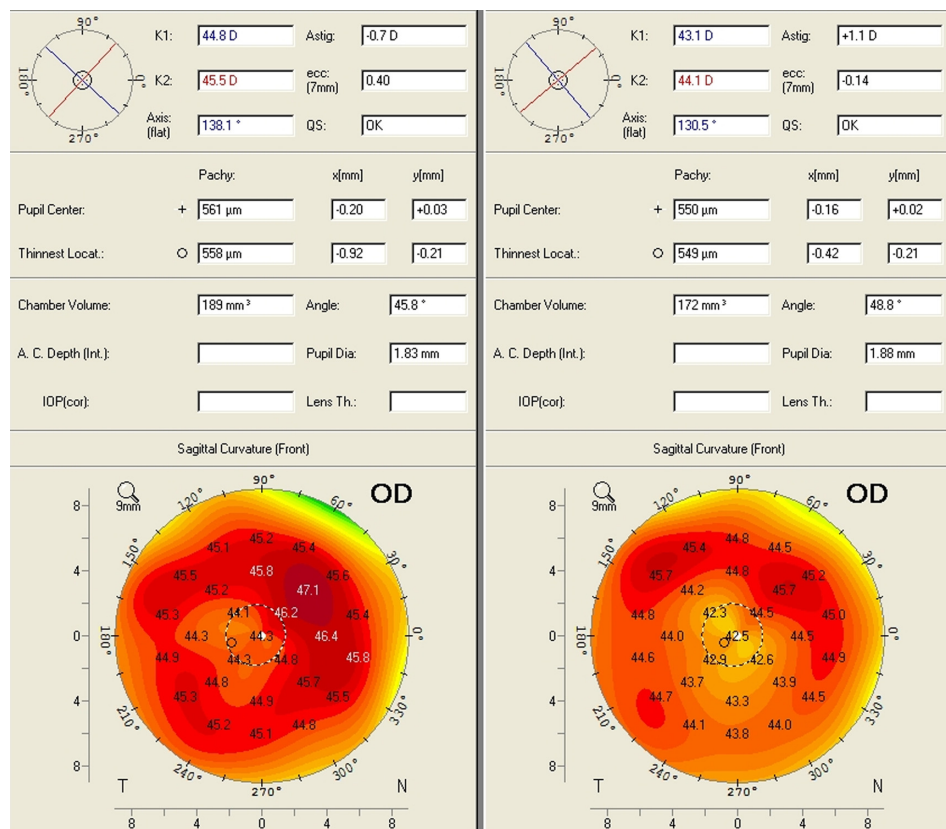 90°
180°
0°
270°
K1: 44.8 D Astig: -0.7 D
K2: 45.5 D ecc: (7mm) 0.40
Axis: (flat) 138.1 ° QS: OK
Pachy: x[mm] y[mm]
Pupil Center: + 561 µm -0.20 +0.03
Thinnest Locat.: O 558 µm -0.92 -0.21
Chamber Volume: 189 mm³ Angle: 45.8 °
A. C. Depth (Int.): Pupil Dia: 1.83 mm
IOP(cor): Lens Th.:
Sagittal Curvature (Front)
9mm
OD
90°
120° 60°
150° 30°
180° 0°
210° 330°
240° 300°
270°
8 4 0 4 8
45.2
45.1 45.4
45.8
45.5 45.6
45.2 47.1
45.3 44.1 46.2 45.4
44.3 44.3 46.4
44.9 44.3 44.8 45.8
44.8 45.7
45.3 44.9 45.5
45.2 44.8
45.1
T N
8 4 0 4 8
90°
180°
0°
270°
K1: 43.1 D Astig: +1.1 D
K2: 44.1 D ecc: (7mm) -0.14
Axis: (flat) 130.5 ° QS: OK
Pachy: x[mm] y[mm]
Pupil Center: + 550 µm -0.16 +0.02
Thinnest Locat.: O 549 µm -0.42 -0.21
Chamber Volume: 172 mm³ Angle: 48.8 °
A. C. Depth (Int.): Pupil Dia: 1.88 mm
IOP(cor): Lens Th.:
Sagittal Curvature (Front)
9mm
OD
90°
120° 60°
150° 30°
180° 0°
210° 330°
240° 300°
270°
8 4 0 4 8
44.8
45.4 44.5
44.8
45.7 45.2
44.2 45.7
44.8 42.3 44.5 45.0
44.0 42.5 44.5
44.6 42.9 42.6 44.9
43.7 43.9
44.7 43.3 44.5
44.1 44.0
43.8
T N
8 4 0 4 8